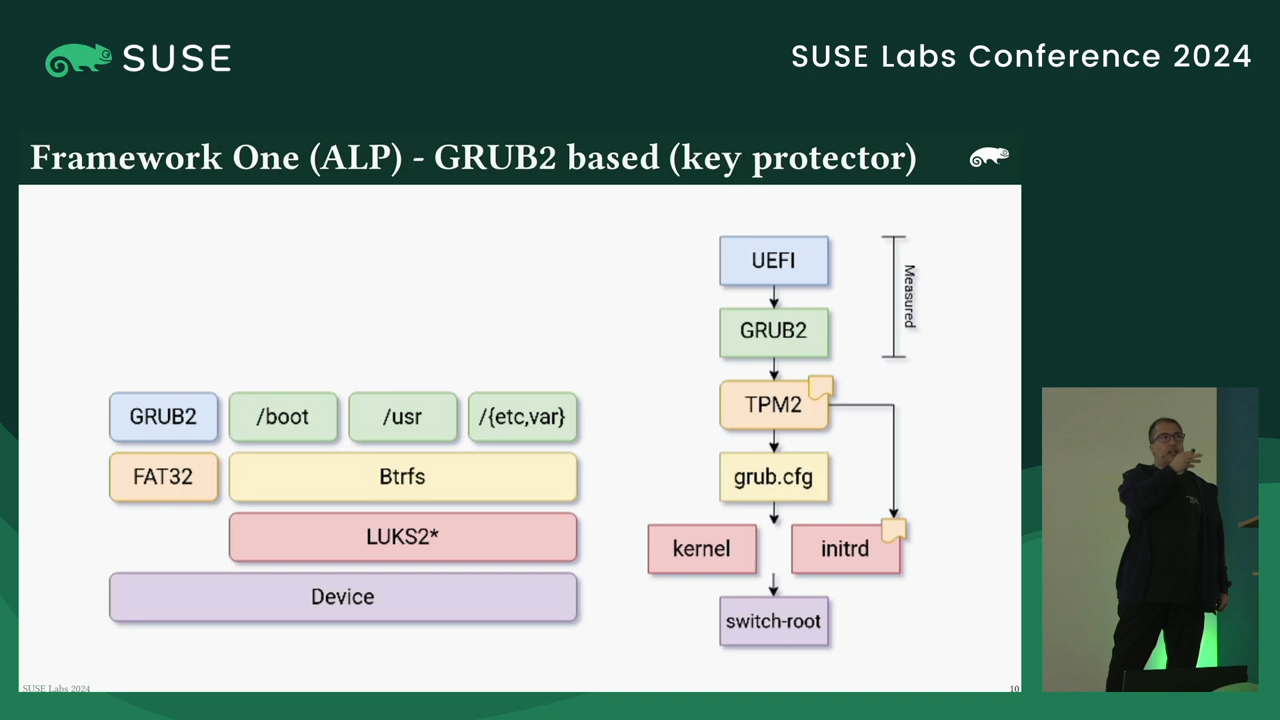 SUSE
SUSE Labs Conference 2024
Framework One (ALP) - GRUB2 based (key protector)
UEFI
Measured
GRUB2
TPM2
GRUB2
/boot
/usr
/{etc,var}
FAT32
Btrfs
grub.cfg
LUKS2*
kernel
initrd
Device
switch-root
SUSE Labs 2024
10